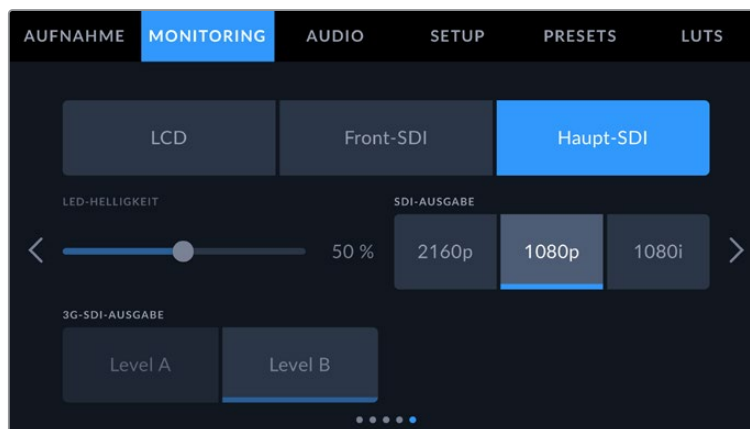 AUFNAHME MONITORING AUDIO SETUP PRESETS LUTS
LCD Front-SDI Haupt-SDI
LED-HELLIGKEIT SDI-AUSGABE
50 % 2160p 1080p 1080i
3G-SDI-AUSGABE
Level A Level B